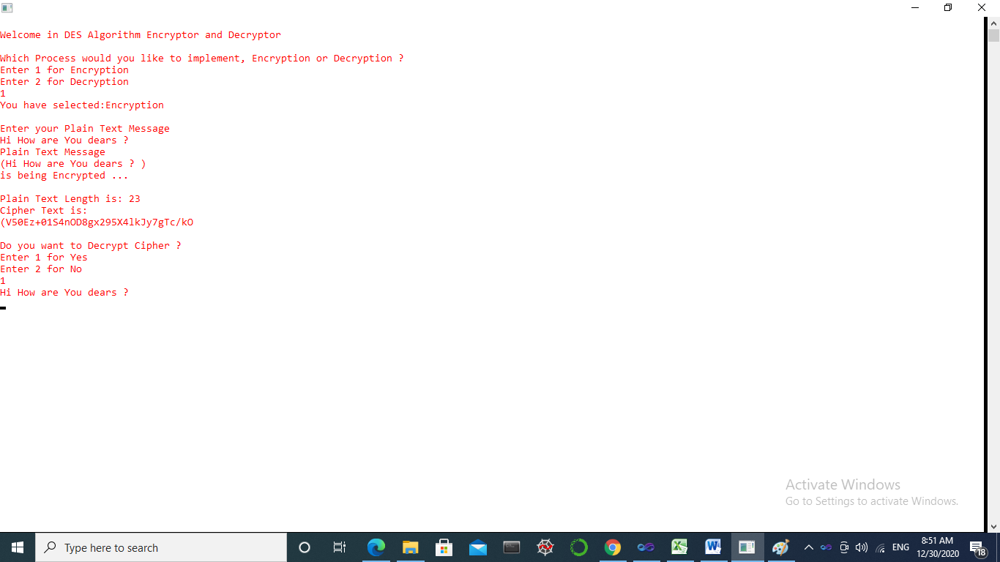 Welcome in DES Algorithm Encryptor and Decryptor
Which Process would you like to implement, Encryption or Decryption ?
Enter 1 for Encryption
Enter 2 for Decryption
1
You have selected:Encryption
Enter your Plain Text Message
Hi How are You dears ?
Plain Text Message
(Hi How are You dears ? )
is being Encrypted ...
Plain Text Length is: 23
Cipher Text is:
(V50Ez+01S4nOD8gx295X4lkJy7gTc/kO
Do you want to Decrypt Cipher ?
Enter 1 for Yes
Enter 2 for No
1
Hi How are You dears ?
Activate Windows
Go to Settings to activate Windows.
Type here to search
ENG
8:51 AM
12/30/2020
18